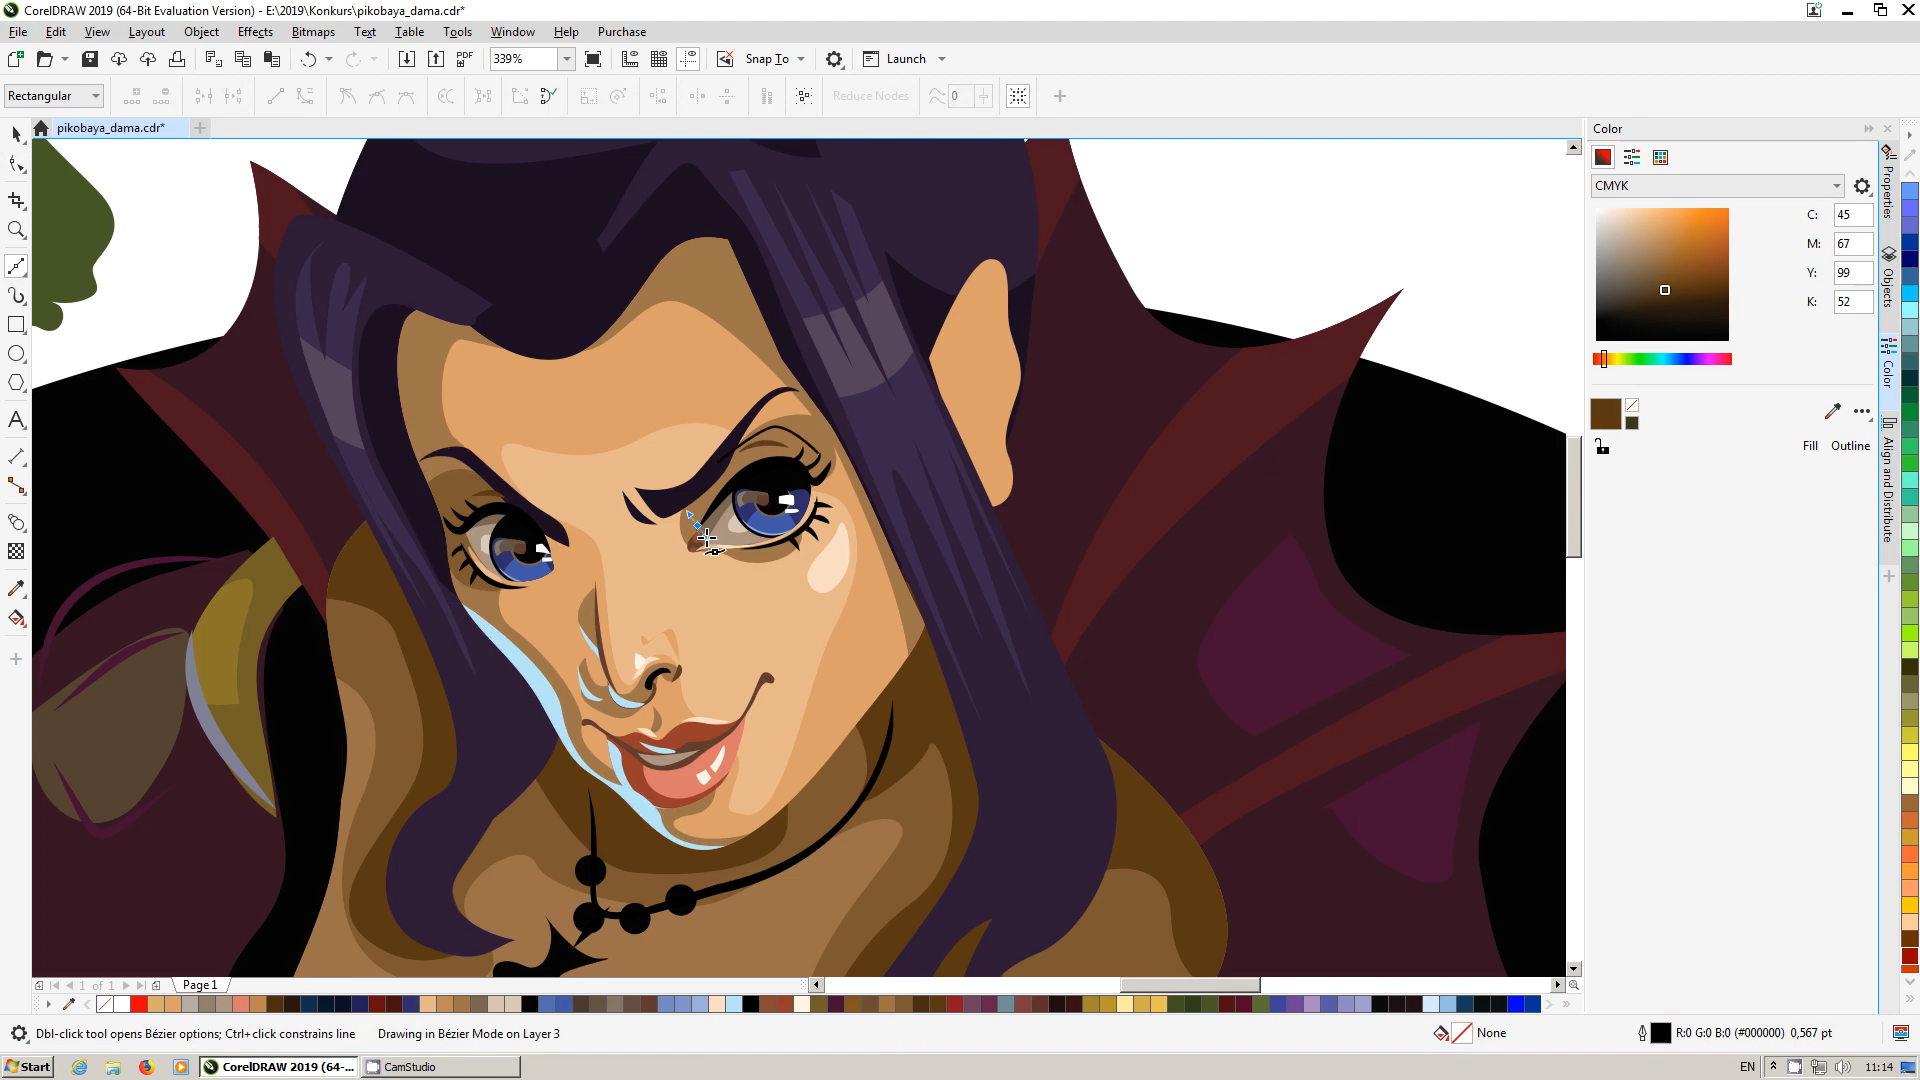 CorelDRAW 2019 (64-Bit Evaluation Version) - E:\2019\Konkurs\pikobaya_dama.cdr*
File Edit View Layout Object Effects Bitmaps Text Table Tools Window Help Purchase
PDF 339% Snap To Launch
Rectangular Reduce Nodes 0
pikobaya_dama.cdr*
Color
CMYK
C: 45
M: 67
Y: 99
K: 52
Fill Outline
Properties
Objects
Color
Align and Distribute
1 of 1 Page1
Dbl-click tool opens Bézier options; Ctrl+click constrains line Drawing in Bézier Mode on Layer 3 None R:0 G:0 B:0 (#000000) 0,567 pt
Start CorelDRAW 2019 (64-... CamStudio EN 11:14